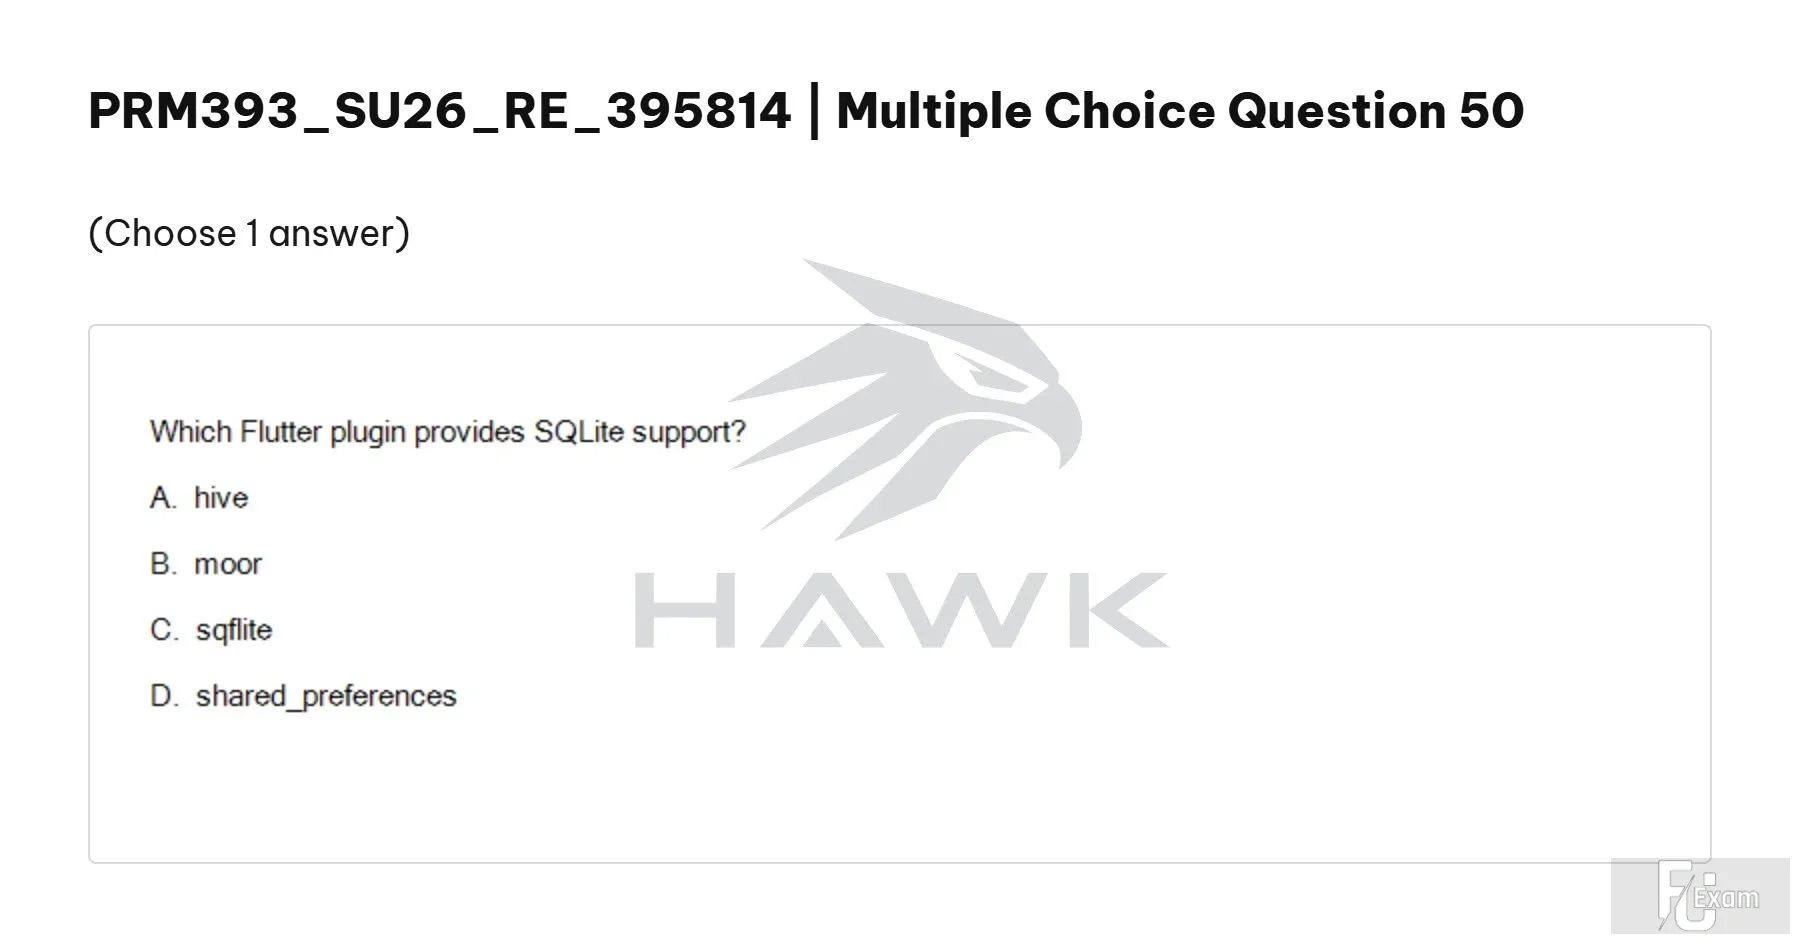 PRM393_SU26_RE_395814 | Multiple Choice Question 50
(Choose 1 answer)
Which Flutter plugin provides SQLite support?
A. hive
B. moor
C. sqflite
D. shared_preferences
HAWK
FU Exam